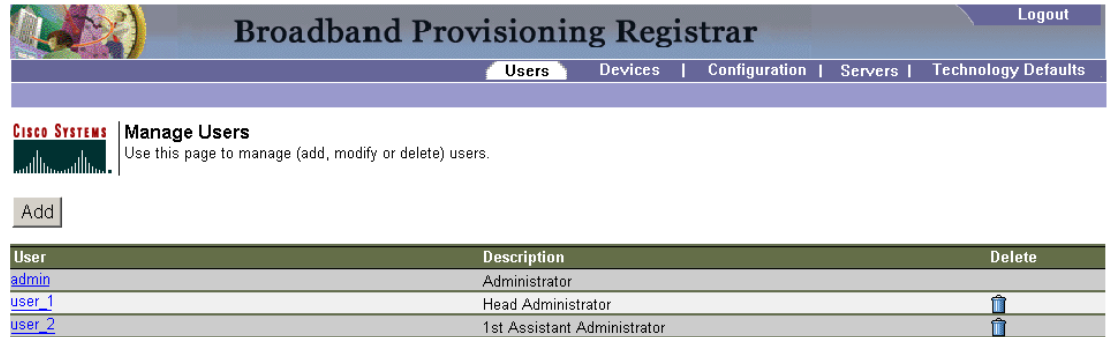 Logout
Broadband Provisioning Registrar
Users Devices | Configuration | Servers | Technology Defaults
CISCO SYSTEMS
Manage Users
Use this page to manage (add, modify or delete) users.
Add
User Description Delete
admin Administrator
user_1 Head Administrator
user_2 1st Assistant Administrator